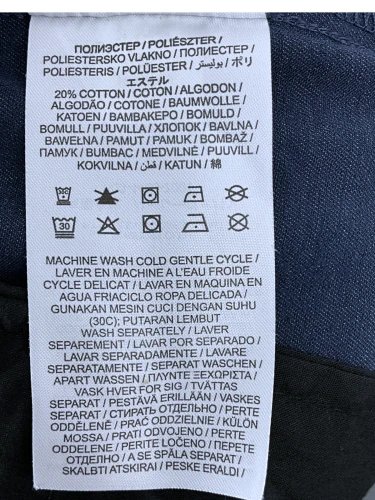 ПОЛИЭСТЕР / POLIÉSZTER /
POLIESTERSKO VLAKNO / ПОЛИЕСТЕР /
POLIESTERIS / POLÜESTER / بوليستر / ポリ
エステル
20% COTTON / COTON / ALGODON /
ALGODÃO / COTONE / BAUMWOLLE /
KATOEN / ΒΑΜΒΑΚΕΡΟ / BOMULD /
BOMULL / PUUVILLA / ХЛОПОК / BAVLNA /
BAWEŁNA / PAMUT / PAMUK / BOMBAŽ /
ПАМУК / BUMBAC / MEDVILNĖ / PUUVILL /
KOKVILNA / قطن / KATUN / 綿
30
MACHINE WASH COLD GENTLE CYCLE /
LAVER EN MACHINE A L'EAU FROIDE
CYCLE DELICAT / LAVAR EN MAQUINA EN
AGUA FRIACICLO ROPA DELICADA /
GUNAKAN MESIN CUCI DENGAN SUHU
(30C); PUTARAN LEMBUT
WASH SEPARATELY / LAVER
SEPAREMENT / LAVAR POR SEPARADO /
LAVAR SEPARADAMENTE / LAVARE
SEPARATAMENTE / SEPARAT WASCHEN /
APART WASSEN / ΠΛΥΝΤΕ ΞΕΧΩΡΙΣΤΑ /
VASK HVER FOR SIG / TVÄTTAS
SEPARAT / PESTÄVÄ ERILLÄÄN / VASKES
SEPARAT / СТИРАТЬ ОТДЕЛЬНО / PERTE
ODDĚLENĚ / PRAĆ ODDZIELNIE / KÜLÖN
MOSSA / PRATI ODVOJENO / PERTE
ODDELENE / PERITE LOČENO / ПЕРЕТЕ
ОТДЕЛНО / A SE SPĂLA SEPARAT /
SKALBTI ATSKIRAI / PESKE ERALDI /